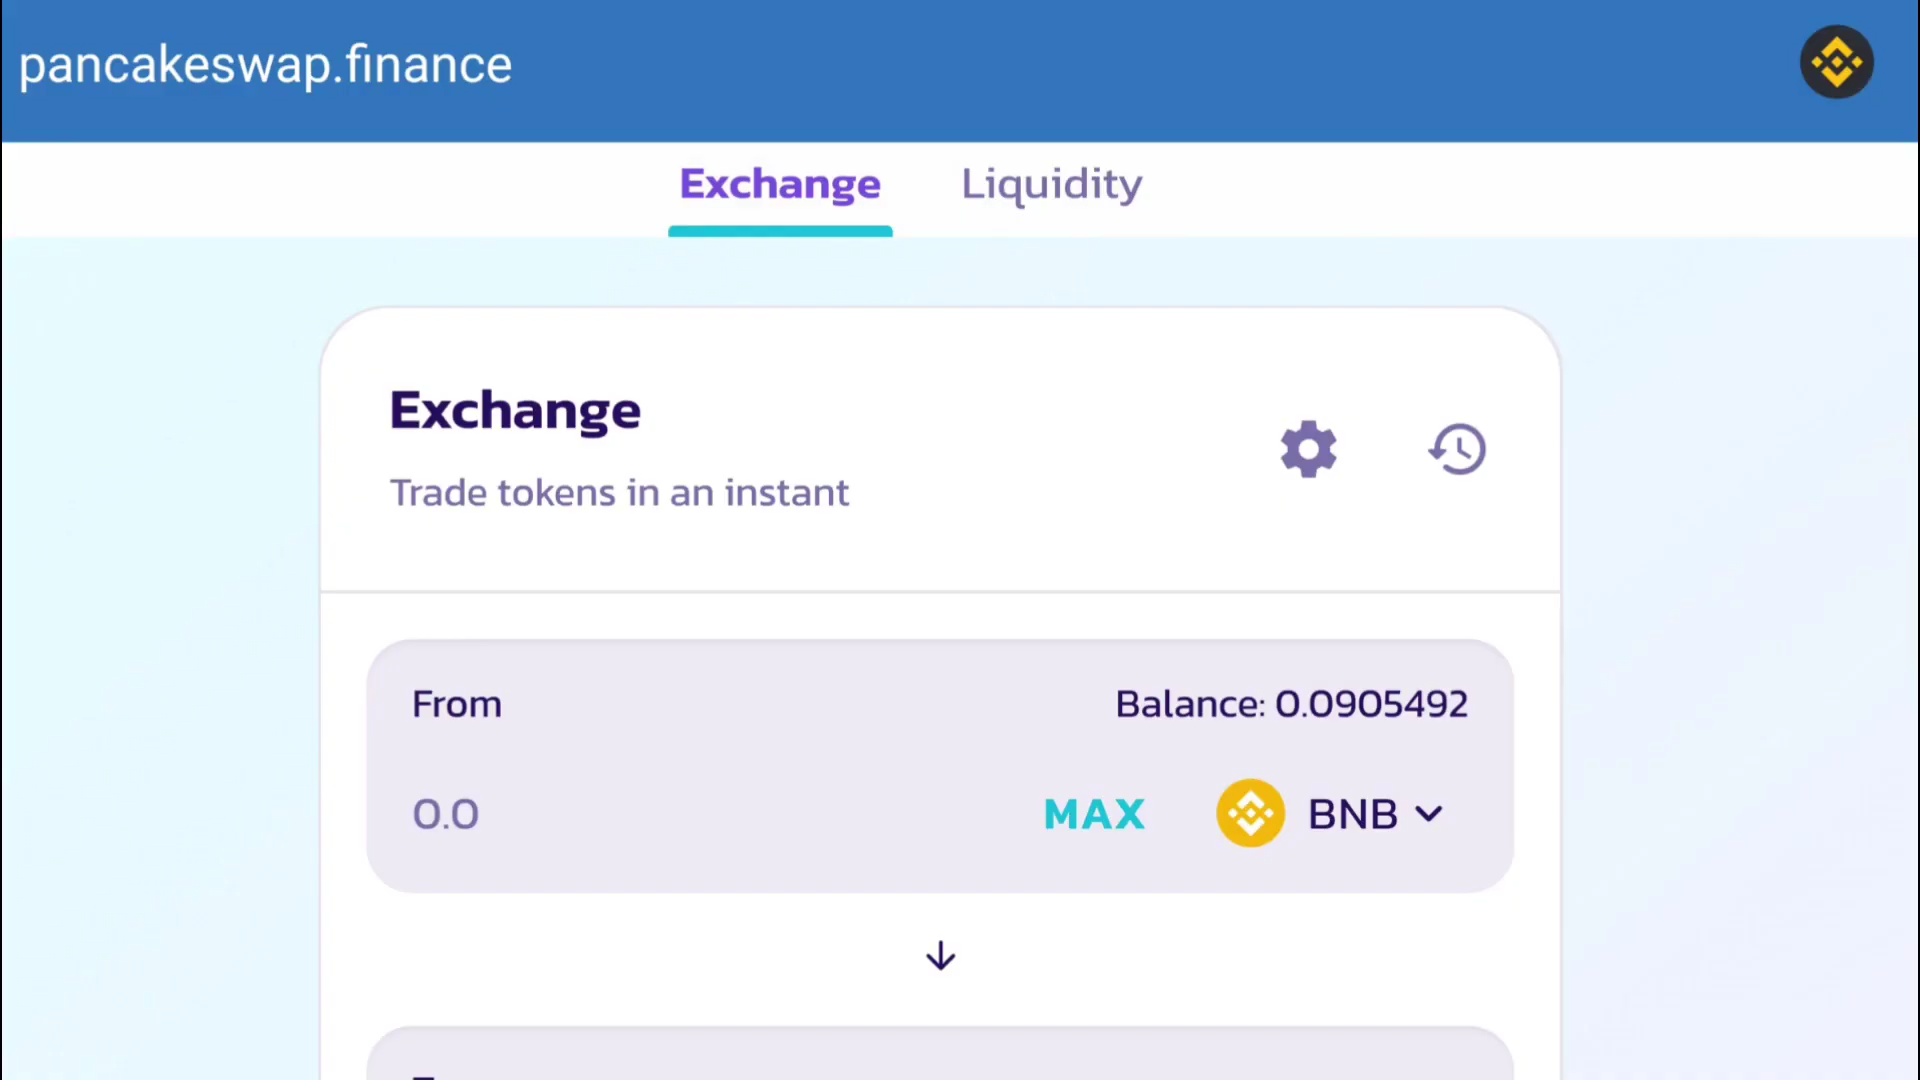 pancakeswap.finance
Exchange Liquidity
Exchange
Trade tokens in an instant
From Balance: 0.0905492
0.0 MAX BNB